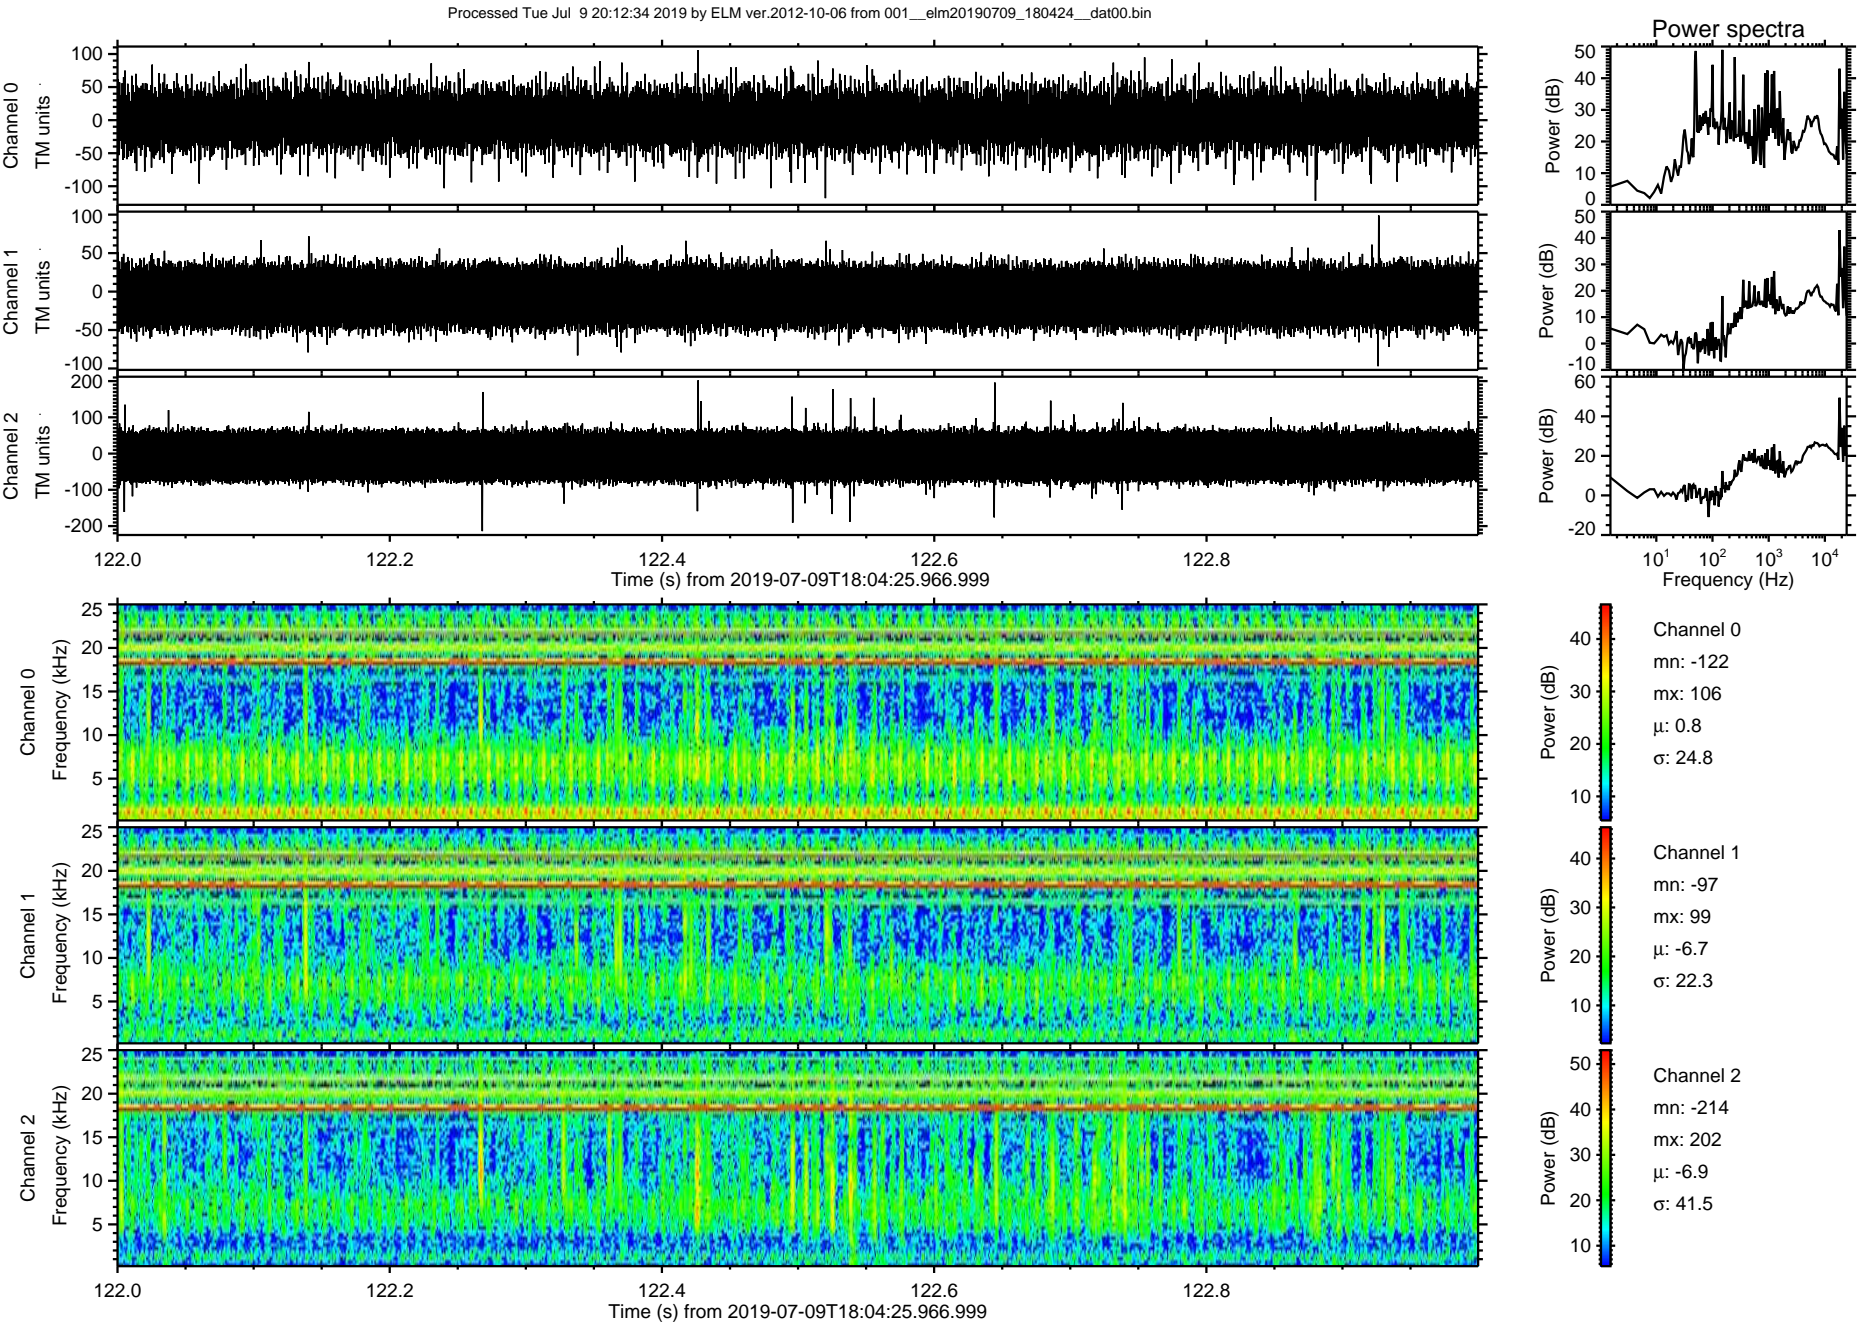 Processed Tue Jul  9 20:12:34 2019 by ELM ver.2012-10-06 from 001__elm20190709_180424__dat00.bin
Power spectra
Channel 0
TM units
100
50
0
-50
-100
Power (dB)
50
40
30
20
10
0
Channel 1
TM units
100
50
0
-50
-100
Power (dB)
50
40
30
20
10
0
-10
Channel 2
TM units
200
100
0
-100
-200
Power (dB)
60
40
20
0
-20
122.0 122.2 122.4 122.6 122.8
Time (s) from 2019-07-09T18:04:25.966.999
10^1 10^2 10^3 10^4
Frequency (Hz)
Channel 0
Frequency (kHz)
25
20
15
10
5
Power (dB)
40
30
20
10
Channel 0
mn: -122
mx: 106
μ: 0.8
σ: 24.8
Channel 1
Frequency (kHz)
25
20
15
10
5
Power (dB)
40
30
20
10
Channel 1
mn: -97
mx: 99
μ: -6.7
σ: 22.3
Channel 2
Frequency (kHz)
25
20
15
10
5
Power (dB)
50
40
30
20
10
Channel 2
mn: -214
mx: 202
μ: -6.9
σ: 41.5
122.0 122.2 122.4 122.6 122.8
Time (s) from 2019-07-09T18:04:25.966.999